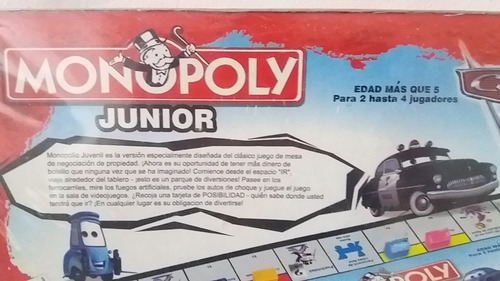 MONOPOLY
JUNIOR
EDAD MÁS QUE 5
Para 2 hasta 4 jugadores
Monopolio Juvenil es la versión especialmente diseñada del clásico juego de mesa
de negociación de propiedad. ¡Ahora es su oportunidad de tener más dinero de
bolsillo que ninguna vez que se ha imaginado! Comience desde el espacio "IR",
viaje alrededor del tablero - ¡esto es un parque de diversiones! Pasee en los
ferrocarriles, mire los fuegos artificiales, pruebe los autos de choque y juegue el juego
en la sala de videojuegos. ¿Recoja una tarjeta de POSIBILIDAD - quién sabe donde usted
tendrá que ir? ¡En cualquier lugar es su obligación de divertirse!
OPOLY